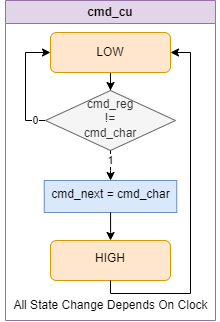 cmd_cu
LOW
cmd_reg
!=
cmd_char
0
1
cmd_next = cmd_char
HIGH
All State Change Depends On Clock